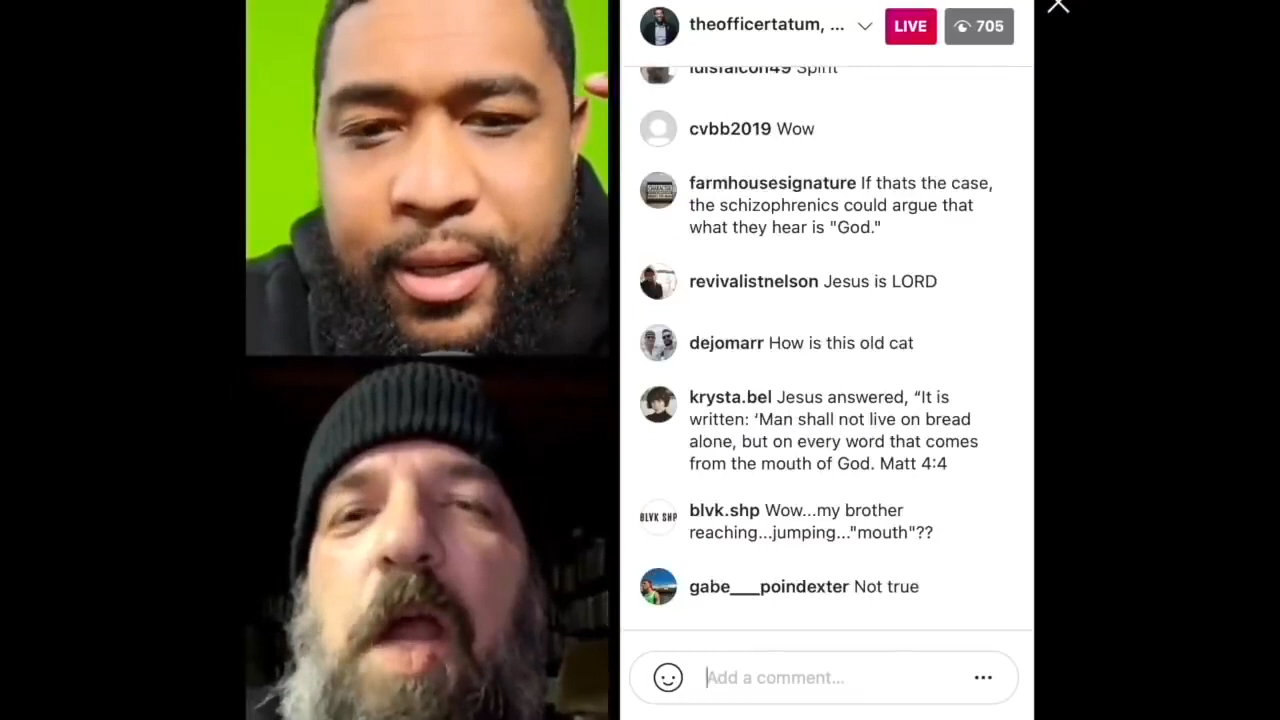 theofficertatum, ...
LIVE
705
luisfalcon49 Spirit
cvbb2019 Wow
farmhousesignature If thats the case,
the schizophrenics could argue that
what they hear is "God."
revivalistnelson Jesus is LORD
dejomarr How is this old cat
krysta.bel Jesus answered, “It is
written: ‘Man shall not live on bread
alone, but on every word that comes
from the mouth of God. Matt 4:4
BLVK SHP
blvk.shp Wow...my brother
reaching...jumping..."mouth"??
gabe___poindexter Not true
Add a comment...